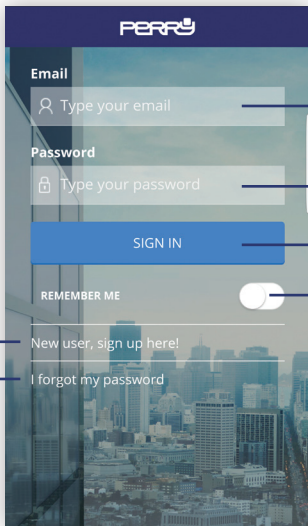 PERRY
Email
Type your email
Password
Type your password
SIGN IN
REMEMBER ME
New user, sign up here!
I forgot my password